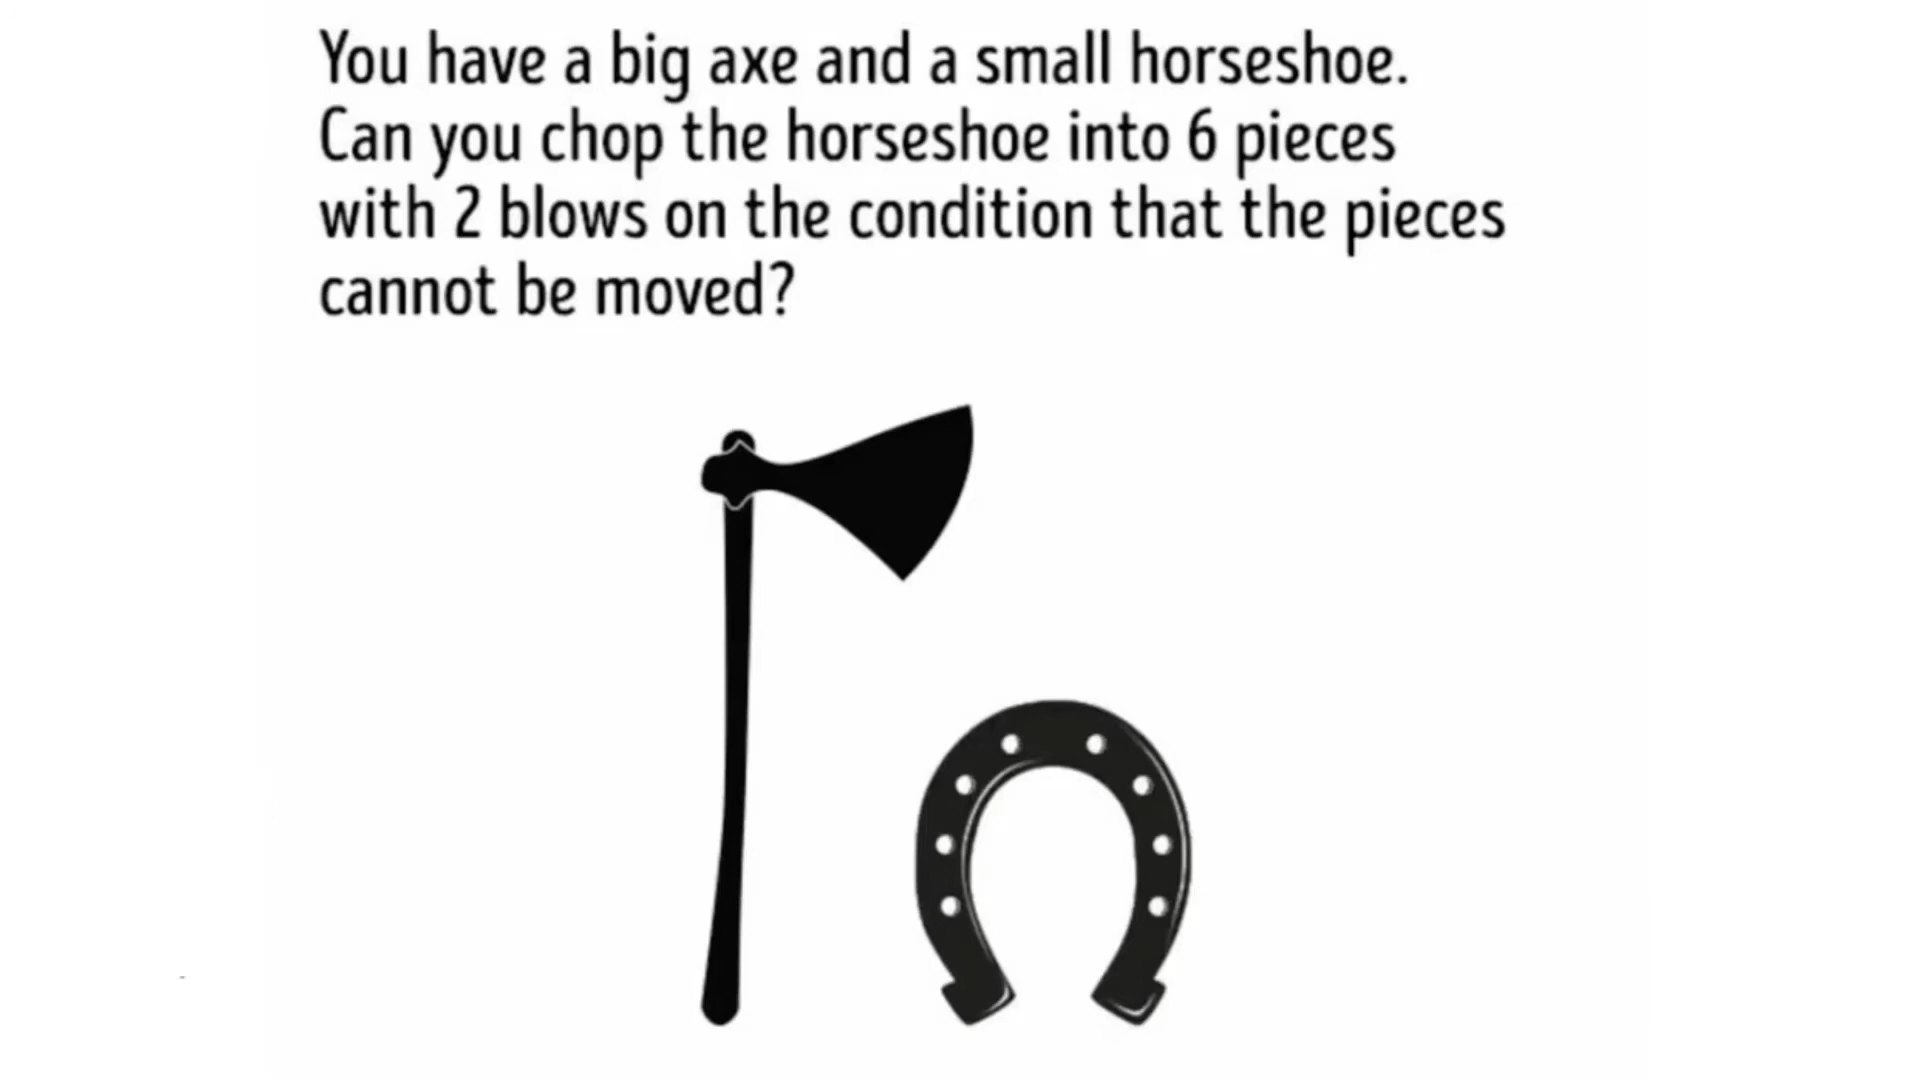 You have a big axe and a small horseshoe.
Can you chop the horseshoe into 6 pieces
with 2 blows on the condition that the pieces
cannot be moved?